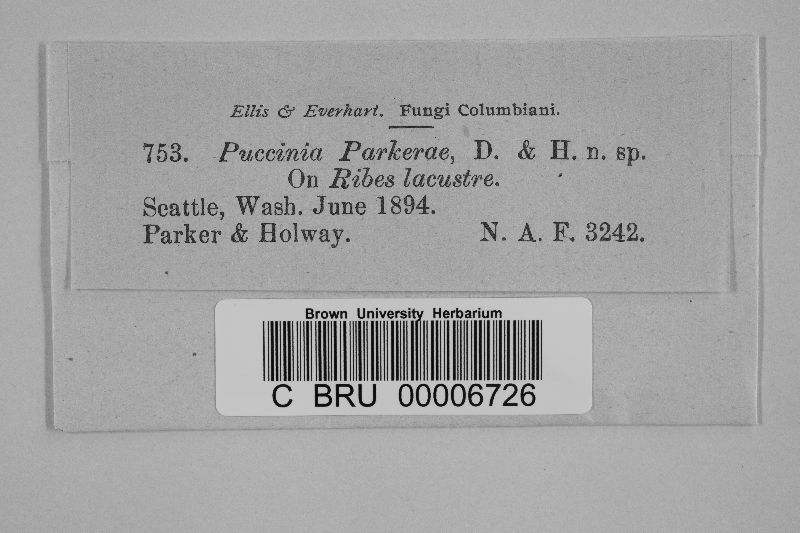 Ellis & Everhart. Fungi Columbiani.
753. Puccinia Parkerae, D. & H. n. sp.
On Ribes lacustre.
Seattle, Wash. June 1894.
Parker & Holway. N. A. F. 3242.
Brown University Herbarium
C BRU 00006726